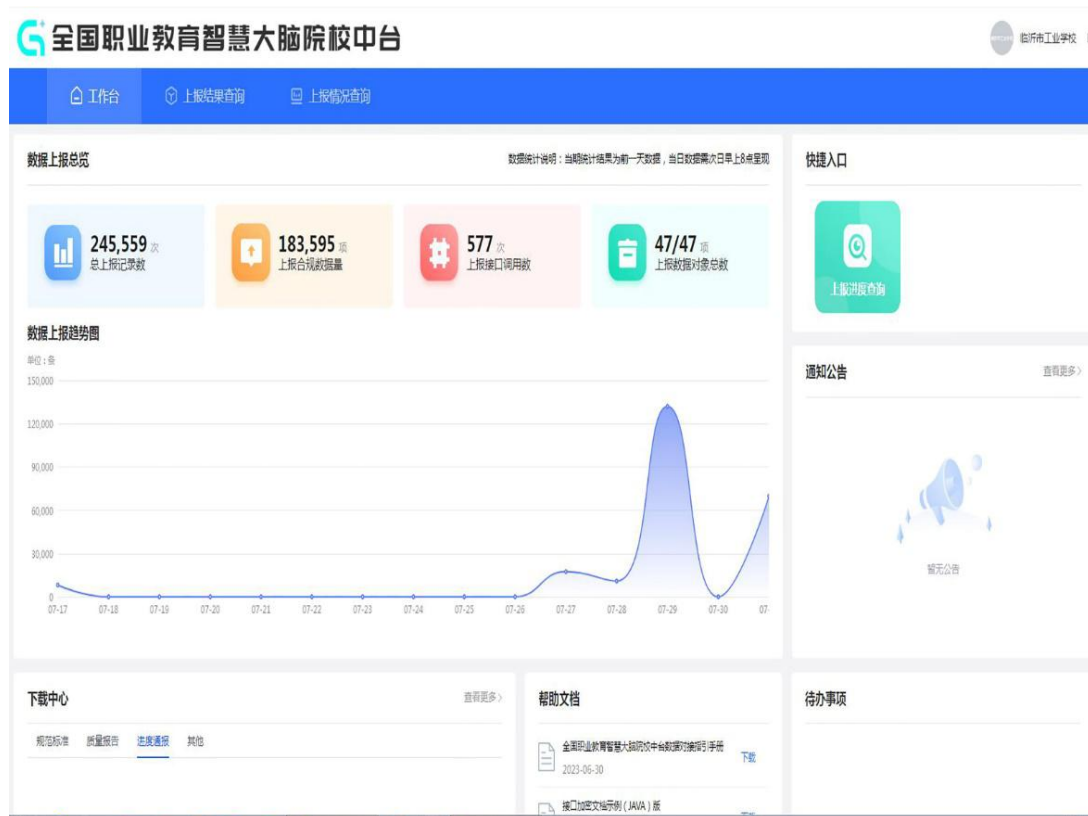 全国职业教育智慧大脑院校中台
临沂市工业学校
工作台
上报结果查询
上报情况查询
数据上报总览
数据统计说明：当期统计结果为前一天数据，当日数据需次日早上8点呈现
245,559 次
总上报记录数
183,595 项
上报合规数据量
577 次
上报接口调用数
47/47 项
上报数据对象总数
数据上报趋势图
单位：条
150,000
120,000
90,000
60,000
30,000
0
07-17
07-18
07-19
07-20
07-21
07-22
07-23
07-24
07-25
07-26
07-27
07-28
07-29
07-30
07-
快捷入口
上报进度查询
通知公告
查看更多>
暂无公告
下载中心
查看更多>
规范标准
质量报告
进度通报
其他
帮助文档
全国职业教育智慧大脑院校中台数据对接指引手册
2023-06-30
下载
接口加密文档示例（JAVA）版
待办事项